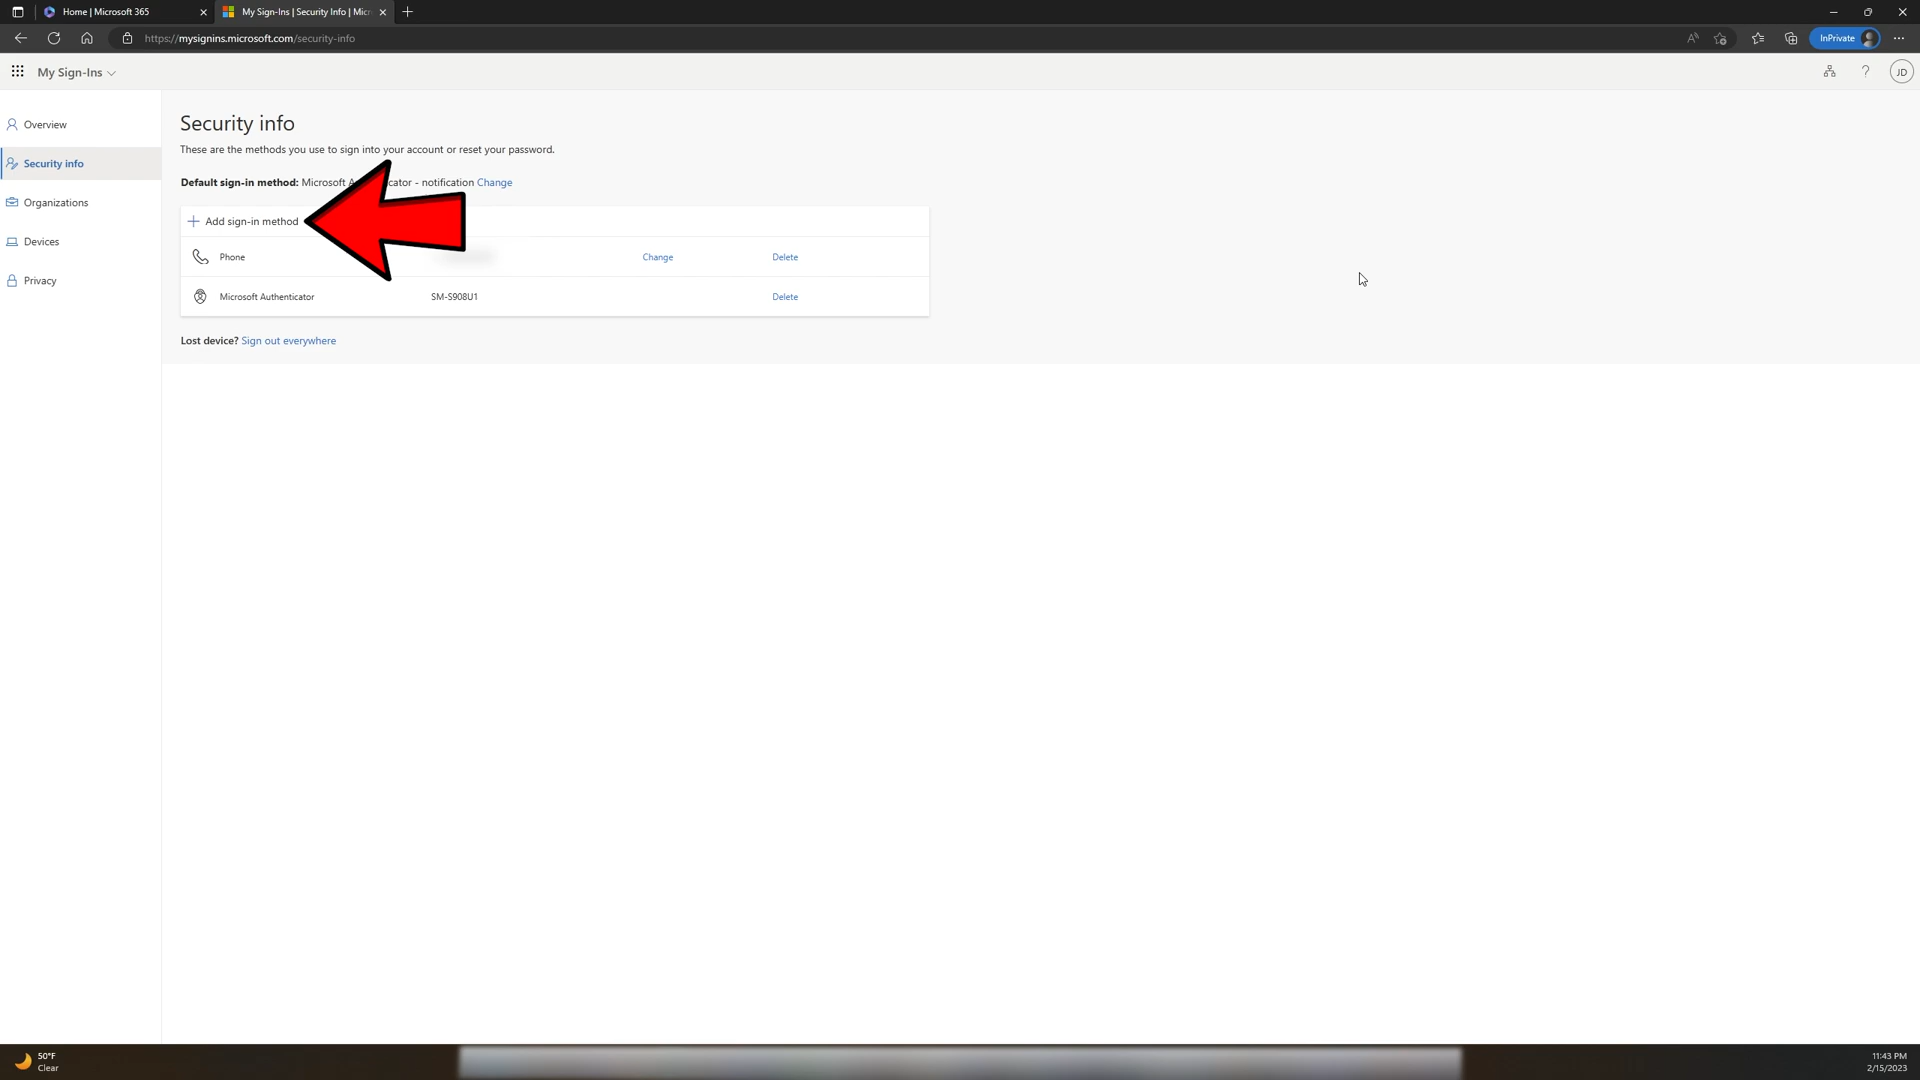 Home | Microsoft 365
My Sign-Ins | Security Info | Micr
https://mysignins.microsoft.com/security-info
InPrivate
My Sign-Ins
?
JD
Overview
Security info
Organizations
Devices
Privacy
Security info
These are the methods you use to sign into your account or reset your password.
Default sign-in method: Microsoft A cator - notification Change
Add sign-in method
Phone
Change
Delete
Microsoft Authenticator
SM-S908U1
Delete
Lost device? Sign out everywhere
50°F
Clear
11:43 PM
2/15/2023